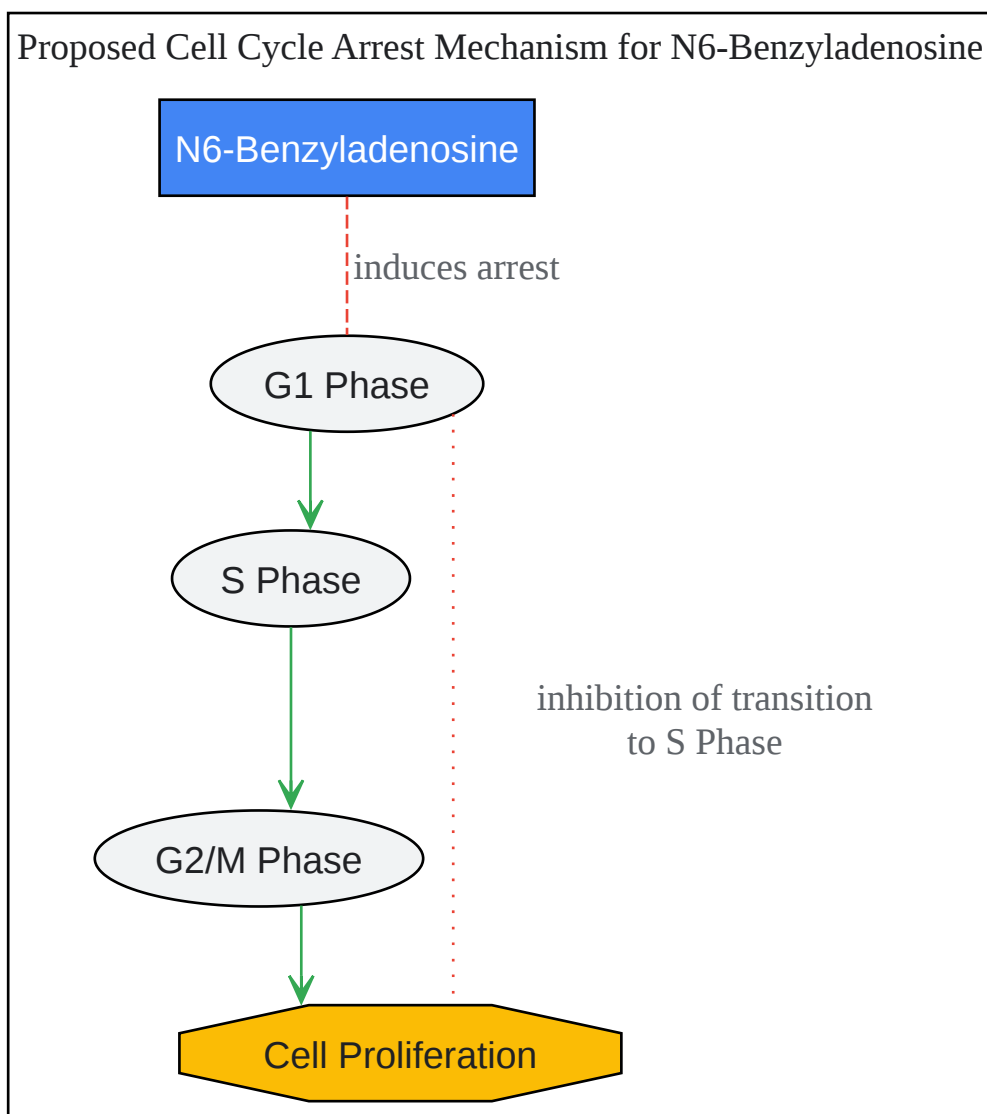 Proposed Cell Cycle Arrest Mechanism for N6-Benzyladenosine
N6-Benzyladenosine
induces arrest
G1 Phase
S Phase
inhibition of transition
to S Phase
G2/M Phase
Cell Proliferation